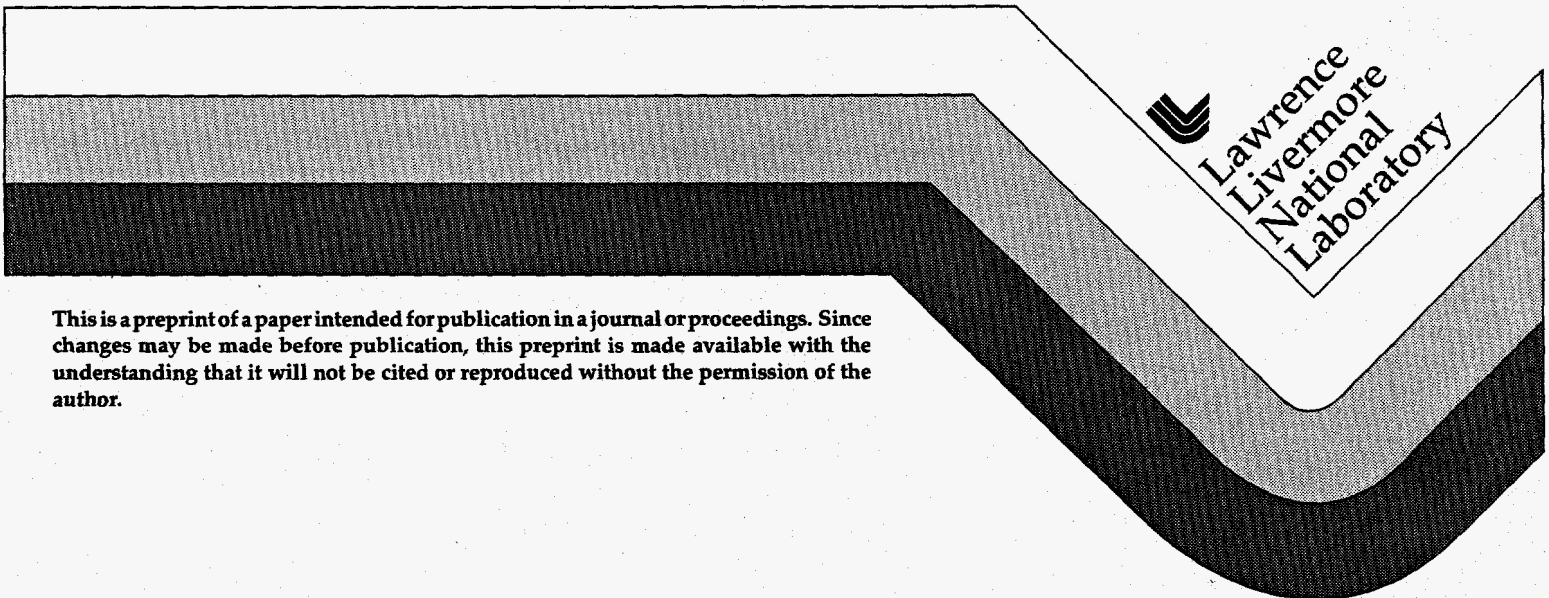 Lawrence
Livermore
National
Laboratory
This is a preprint of a paper intended for publication in a journal or proceedings. Since
changes may be made before publication, this preprint is made available with the
understanding that it will not be cited or reproduced without the permission of the
author.